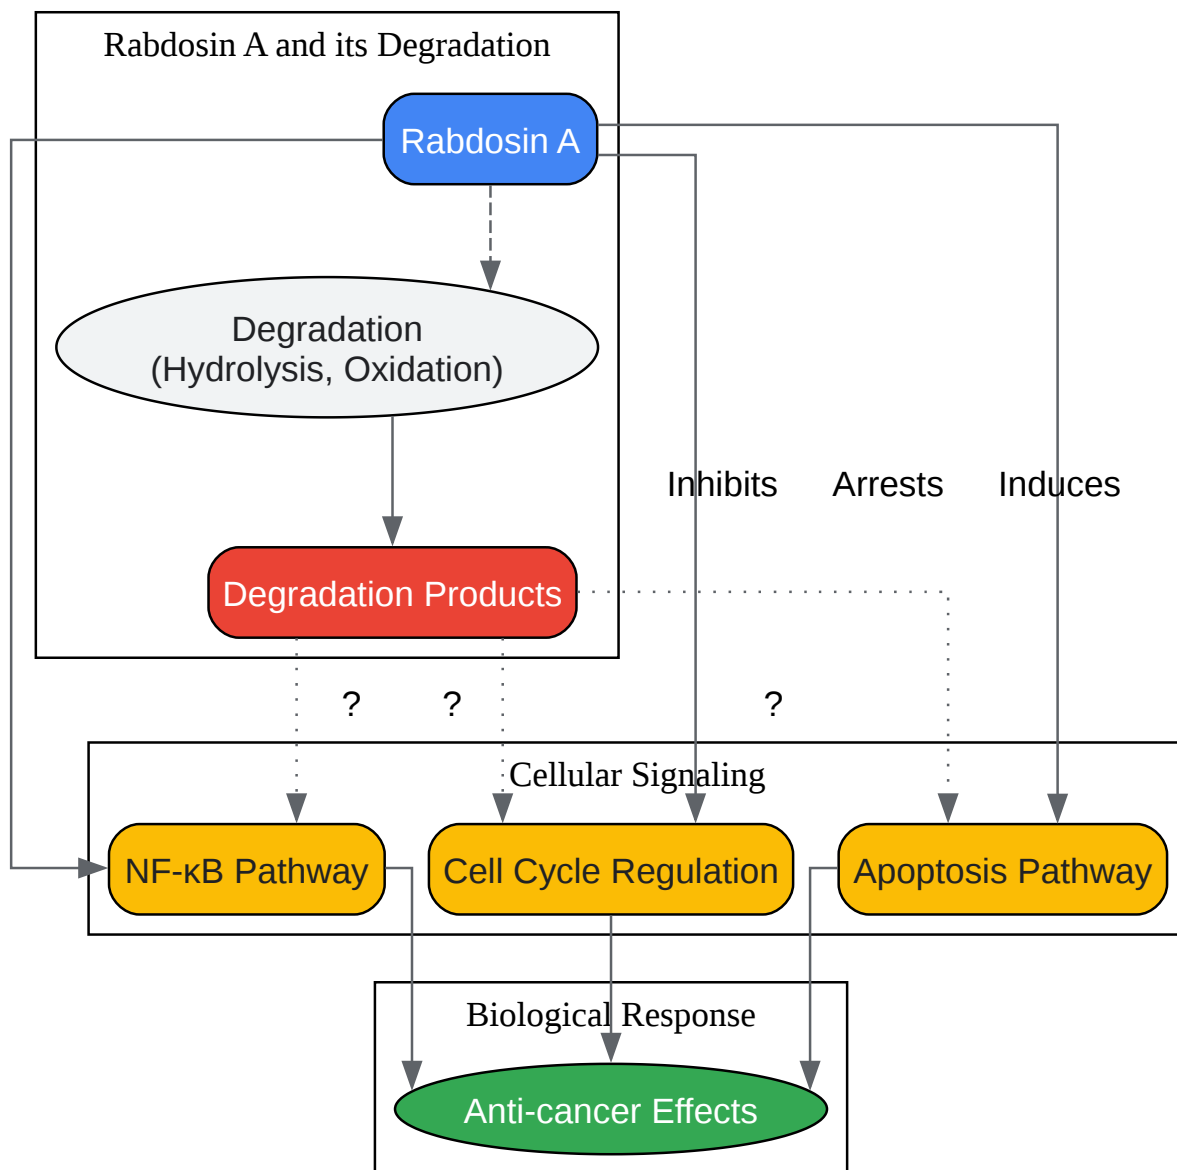 Rabdosin A and its Degradation
Rabdosin A
Degradation
(Hydrolysis, Oxidation)
Inhibits
Arrests
Induces
Degradation Products
?
?
?
Cellular Signaling
NF-κB Pathway
Cell Cycle Regulation
Apoptosis Pathway
Biological Response
Anti-cancer Effects